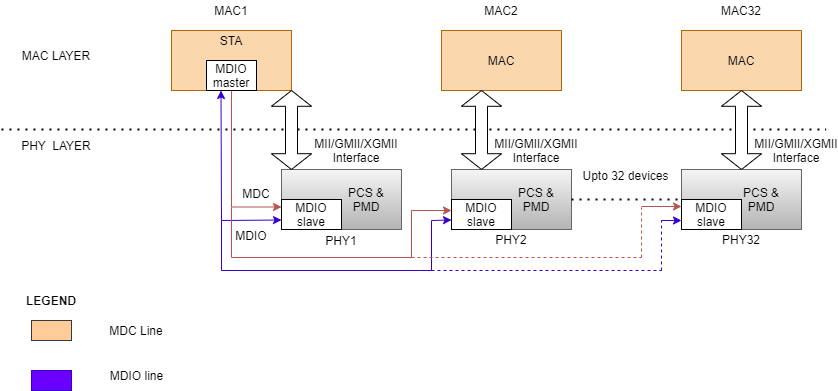 MAC1
MAC2
MAC32
MAC LAYER
STA
MDIO
master
MAC
MAC
PHY LAYER
MII/GMII/XGMII
Interface
MII/GMII/XGMII
Interface
MII/GMII/XGMII
Interface
Upto 32 devices
MDC
MDIO
PCS &
PMD
MDIO
slave
PHY1
PCS &
PMD
MDIO
slave
PHY2
PCS &
PMD
MDIO
slave
PHY32
LEGEND
MDC Line
MDIO line